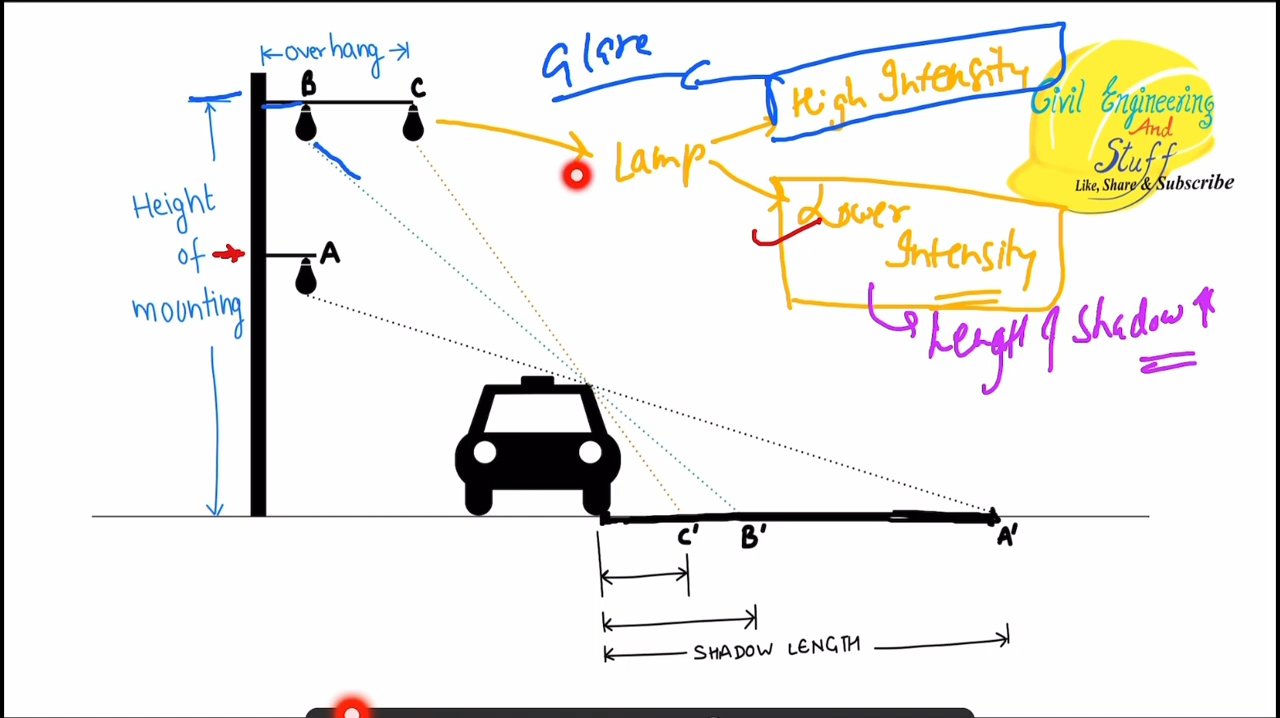 overhang
Glare
High Intensity
B
C
Civil Engineering
And
Stuff
Like, Share & Subscribe
Lamp
Height
of
mounting
A
Lower
Intensity
Length of Shadow ↑
C'
B'
A'
SHADOW LENGTH